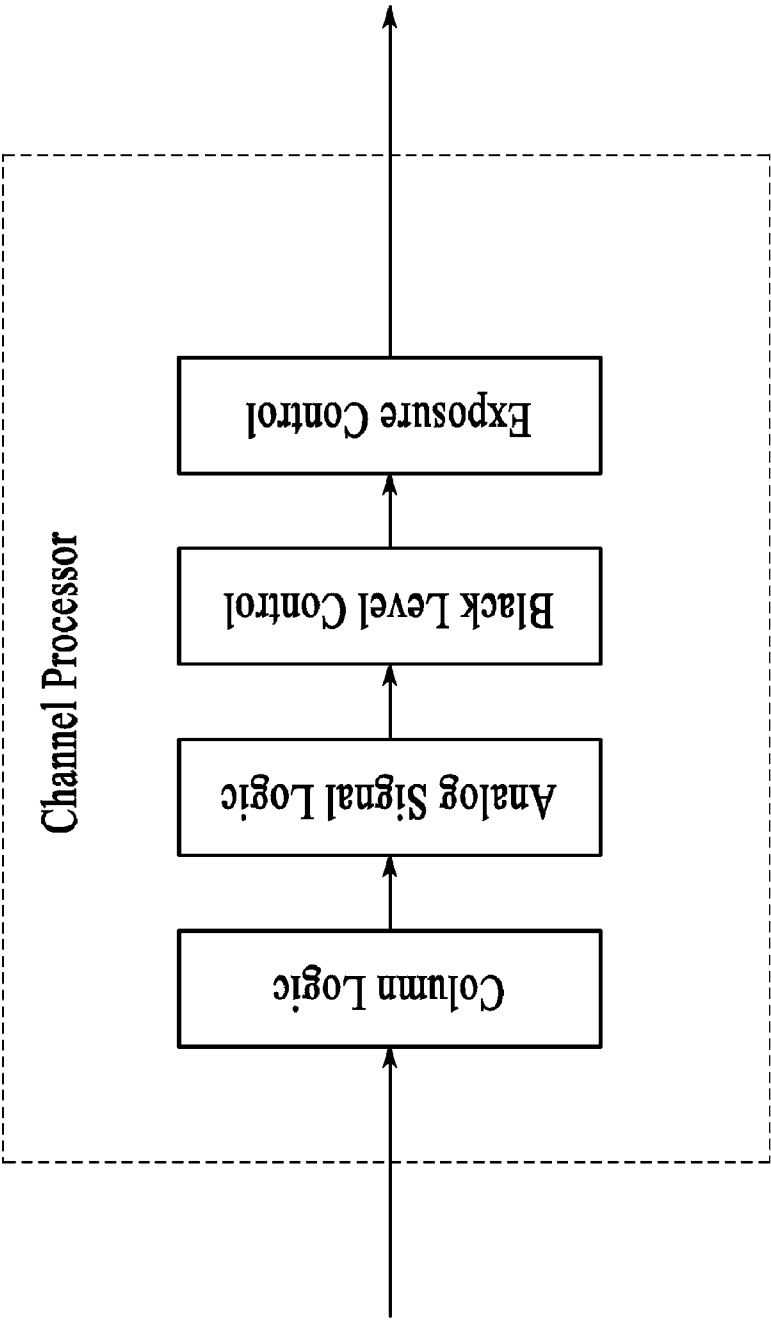 Channel Processor
Column Logic
Analog Signal Logic
Black Level Control
Exposure Control